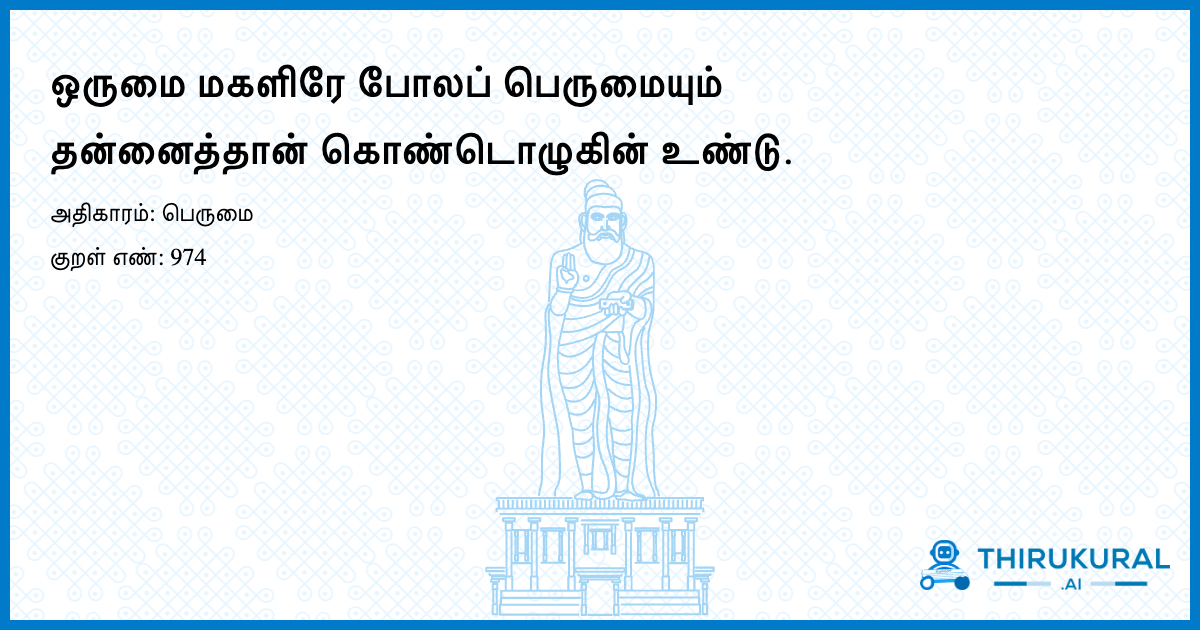 ஒருமை மகளிரே போலப் பெருமையும்
தன்னைத்தான் கொண்டொழுகின் உண்டு.
அதிகாரம்: பெருமை
குறள் எண்: 974
THIRUKURAL
.AI